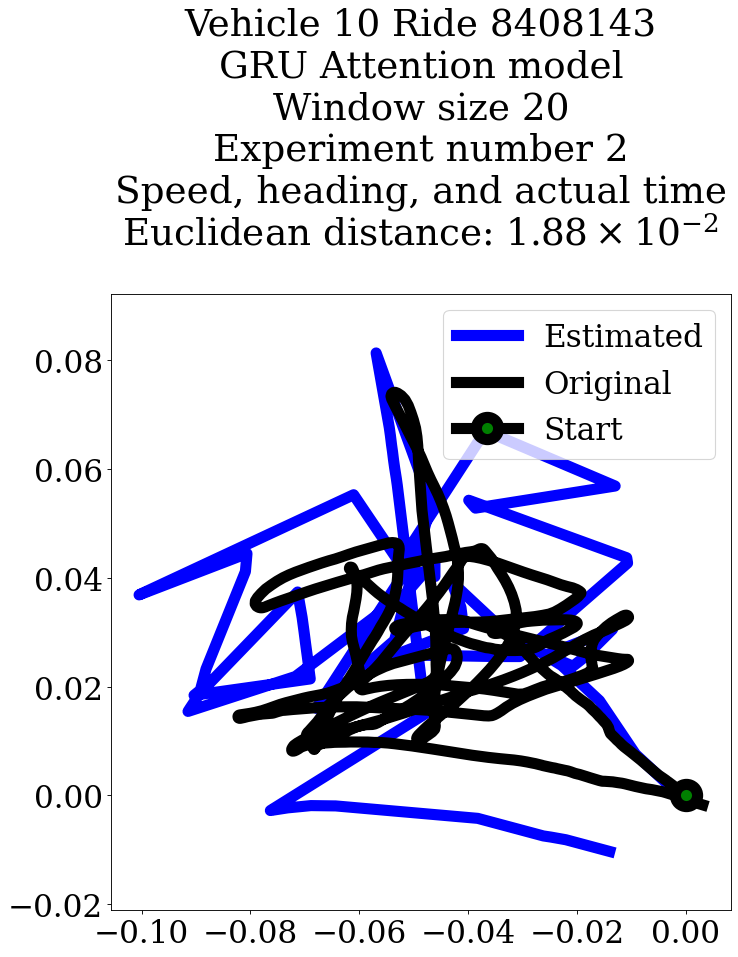 Vehicle 10 Ride 8408143
GRU Attention model
Window size 20
Experiment number 2
Speed, heading, and actual time
Euclidean distance: 1.88 × 10⁻²
Estimated
Original
Start
0.08
0.06
0.04
0.02
0.00
−0.02
−0.10 −0.08 −0.06 −0.04 −0.02 0.00